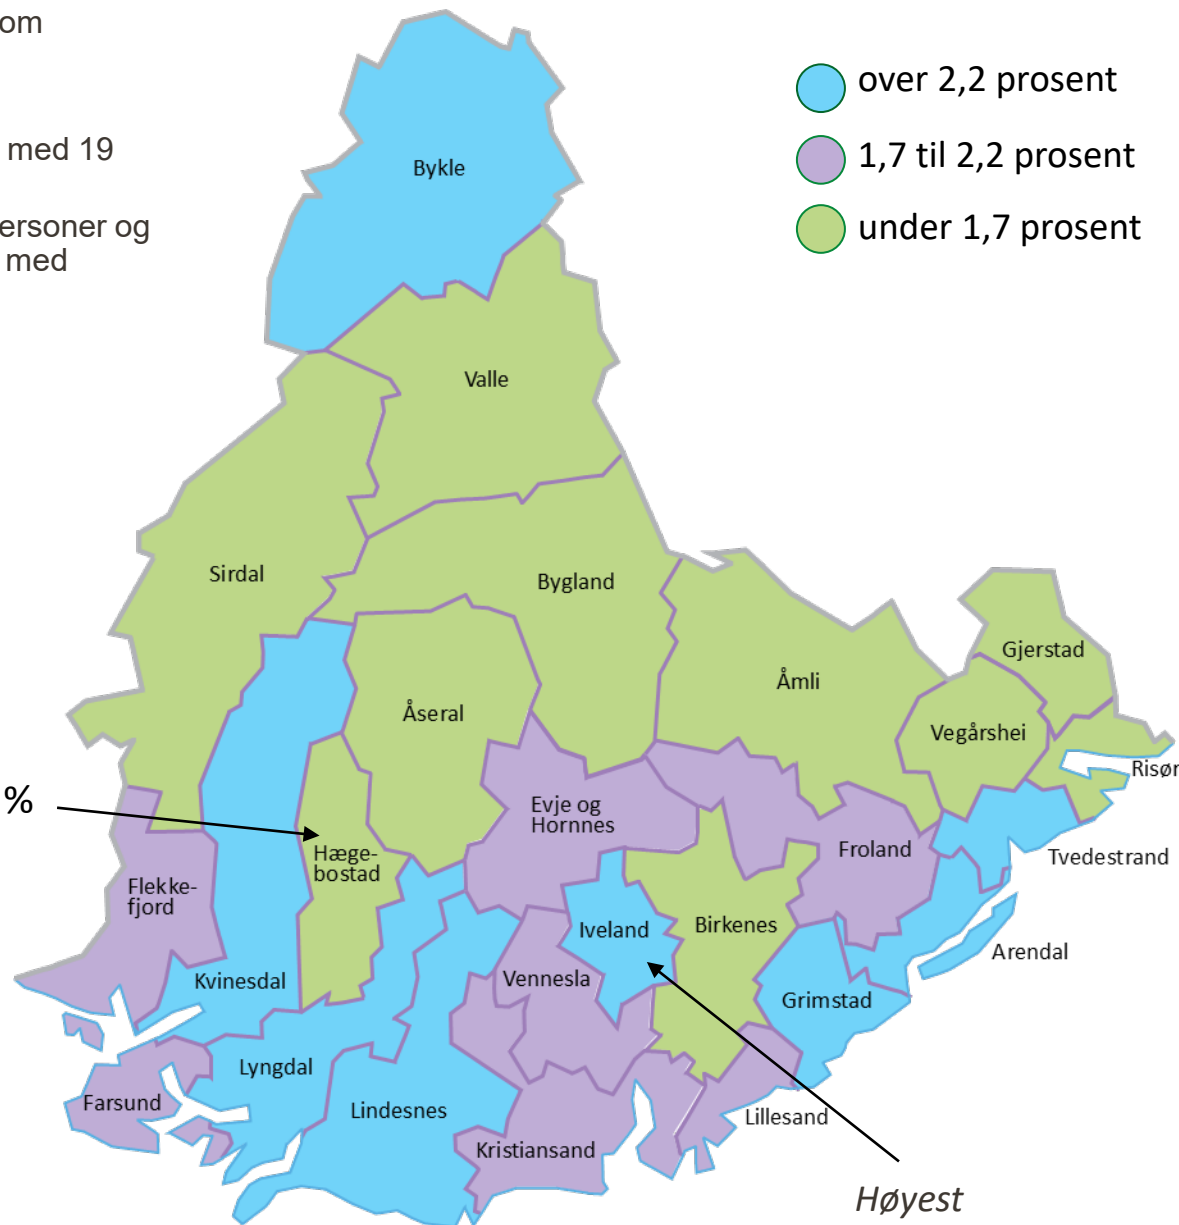 om
med 19
ersoner og
med
over 2,2 prosent
1,7 til 2,2 prosent
under 1,7 prosent
Bykle
Valle
Sirdal
Bygland
Gjerstad
Åmli
Åseral
Vegårshei
Risør
%
Evje og
Hornnes
Froland
Tvedestrand
Hæge-
bostad
Flekke-
fjord
Iveland
Birkenes
Arendal
Kvinesdal
Vennesla
Grimstad
Lyngdal
Farsund
Lindesnes
Lillesand
Kristiansand
Høyest